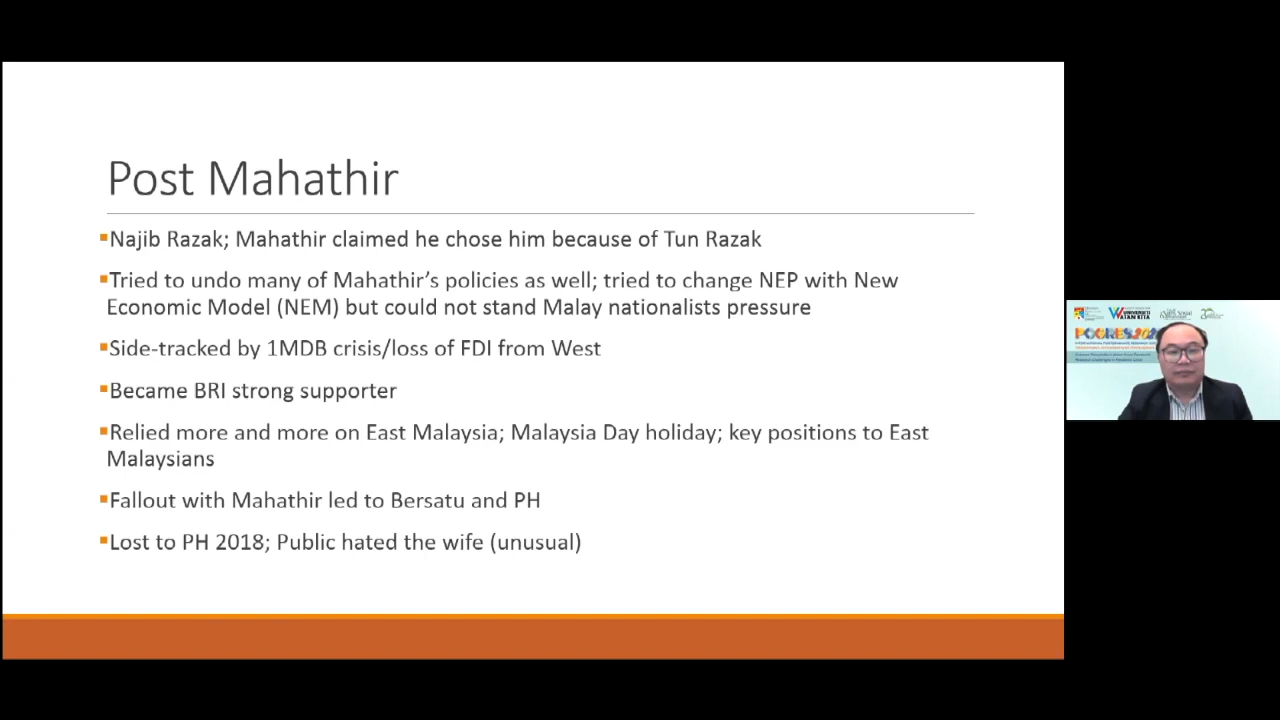 Post Mahathir
▪Najib Razak; Mahathir claimed he chose him because of Tun Razak
▪Tried to undo many of Mahathir’s policies as well; tried to change NEP with New
Economic Model (NEM) but could not stand Malay nationalists pressure
▪Side-tracked by 1MDB crisis/loss of FDI from West
▪Became BRI strong supporter
▪Relied more and more on East Malaysia; Malaysia Day holiday; key positions to East
Malaysians
▪Fallout with Mahathir led to Bersatu and PH
▪Lost to PH 2018; Public hated the wife (unusual)